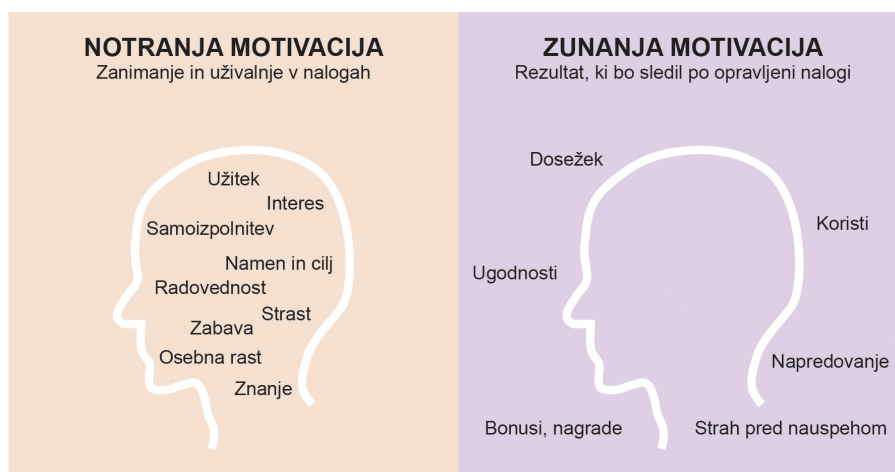 NOTRANJA MOTIVACIJA
Zanimanje in uživalnje v nalogah
Užitek
Interes
Samoizpolnitev
Namen in cilj
Radovednost
Strast
Zabava
Osebna rast
Znanje
ZUNANJA MOTIVACIJA
Rezultat, ki bo sledil po opravljeni nalogi
Dosežek
Koristi
Ugodnosti
Napredovanje
Bonusi, nagrade
Strah pred nauspehom